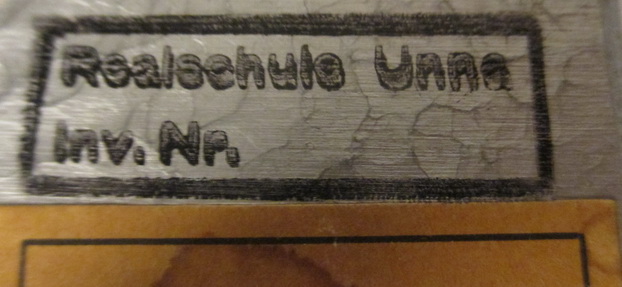 Realschule Unna
Inv. Nr.